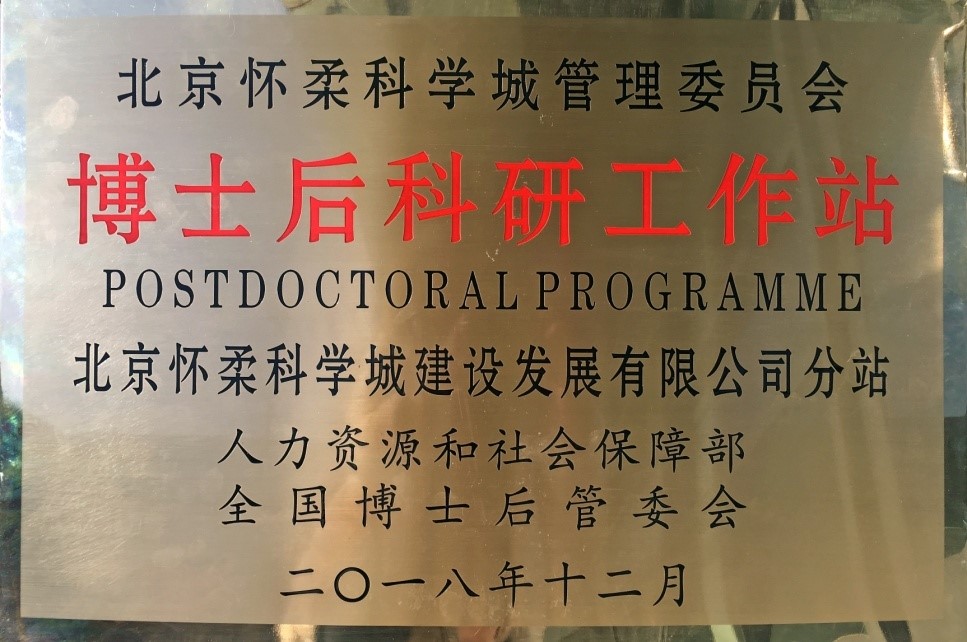 北京怀柔科学城管理委员会
博士后科研工作站
POSTDOCTORAL PROGRAMME
北京怀柔科学城建设发展有限公司分站
人力资源和社会保障部
全国博士后管委会
二〇一八年十二月